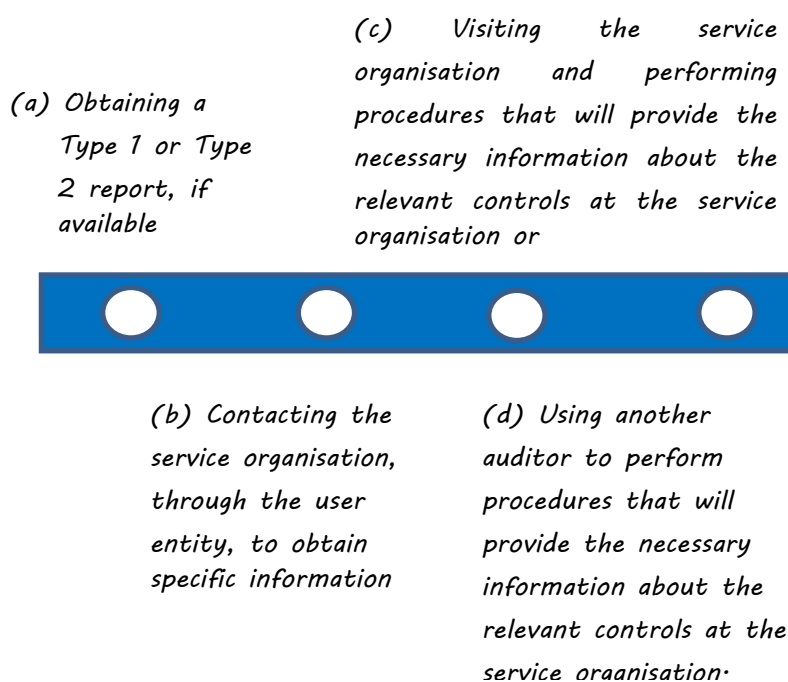 (a) Obtaining a
Type 1 or Type
2 report, if
available
(c) Visiting the service
organisation and performing
procedures that will provide the
necessary information about the
relevant controls at the service
organisation or
(b) Contacting the
service organisation,
through the user
entity, to obtain
specific information
(d) Using another
auditor to perform
procedures that will
provide the necessary
information about the
relevant controls at the
service organisation.